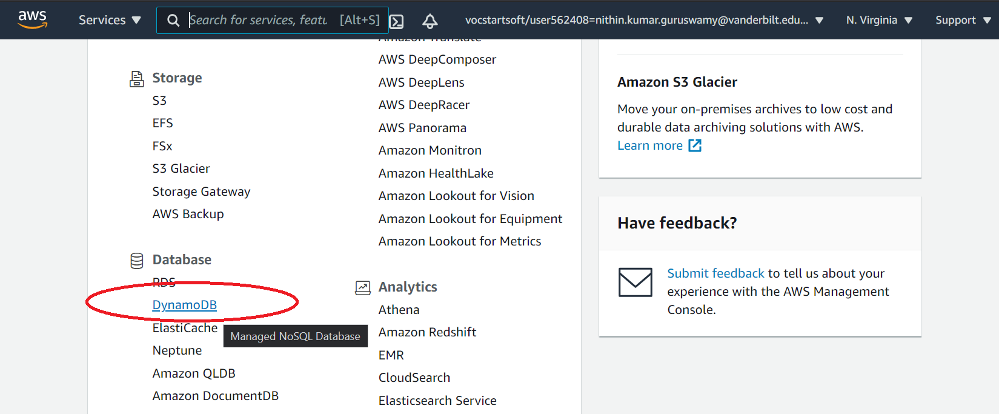 aws
Services
Search for services, featu
[Alt+S]
vocstartsoft/user562408=nithin.kumar.guruswamy@vanderbilt.edu...
N. Virginia
Support
Storage
S3
EFS
FSx
S3 Glacier
Storage Gateway
AWS Backup
Database
RDS
DynamoDB
ElastiCache
Managed NoSQL Database
Neptune
Amazon QLDB
Amazon DocumentDB
Amazon Translate
AWS DeepComposer
AWS DeepLens
AWS DeepRacer
AWS Panorama
Amazon Monitron
Amazon HealthLake
Amazon Lookout for Vision
Amazon Lookout for Equipment
Amazon Lookout for Metrics
Analytics
Athena
Amazon Redshift
EMR
CloudSearch
Elasticsearch Service
Amazon S3 Glacier
Move your on-premises archives to low cost and
durable data archiving solutions with AWS.
Learn more
Have feedback?
Submit feedback to tell us about your
experience with the AWS Management
Console.